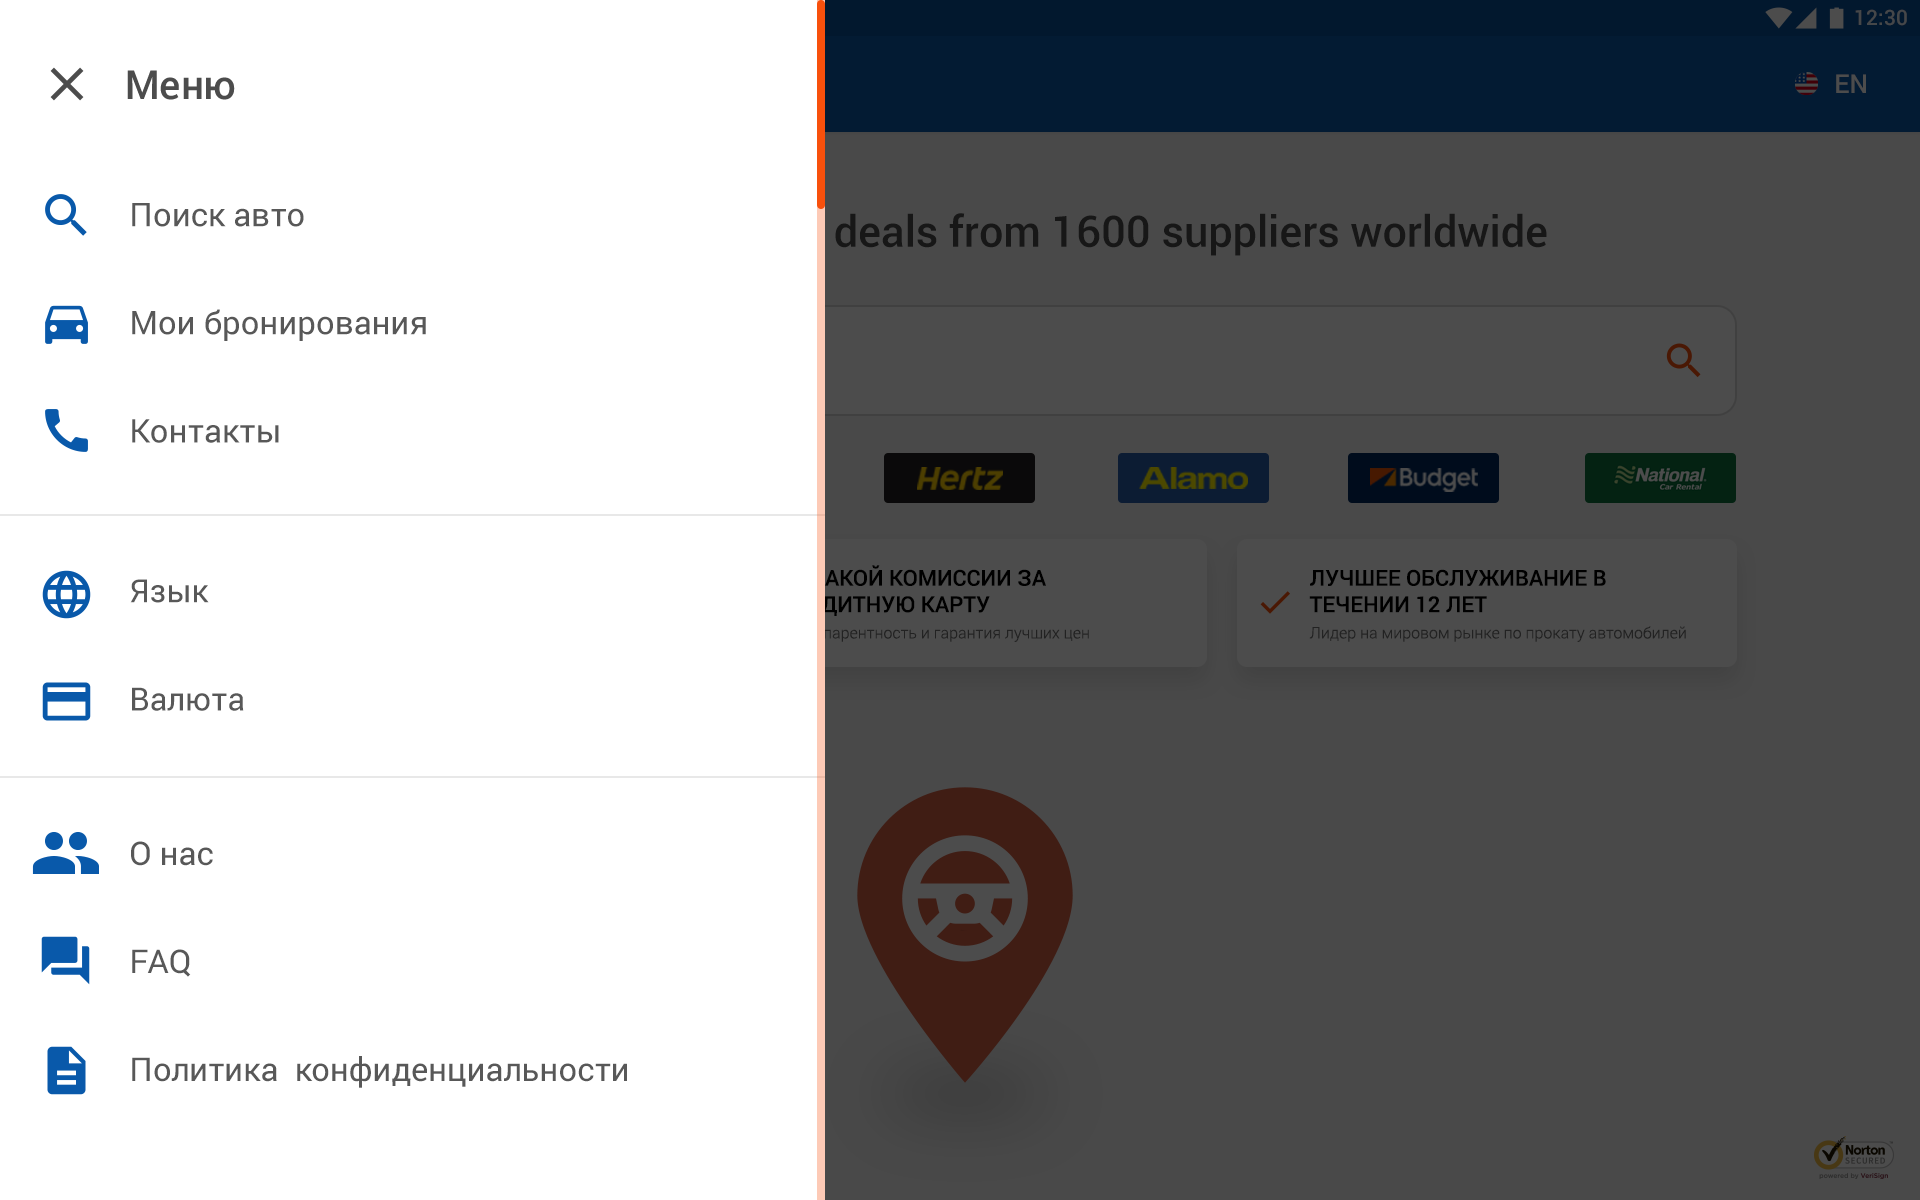 12:30
EN
Меню
Поиск авто
Мои бронирования
Контакты
Язык
Валюта
О нас
FAQ
Политика конфиденциальности
deals from 1600 suppliers worldwide
Hertz
Alamo
Budget
National
Car Rental
АКОЙ КОМИССИИ ЗА
ДИТНУЮ КАРТУ
парентность и гарантия лучших цен
ЛУЧШЕЕ ОБСЛУЖИВАНИЕ В
ТЕЧЕНИИ 12 ЛЕТ
Лидер на мировом рынке по прокату автомобилей
Norton
SECURED
powered by VeriSign